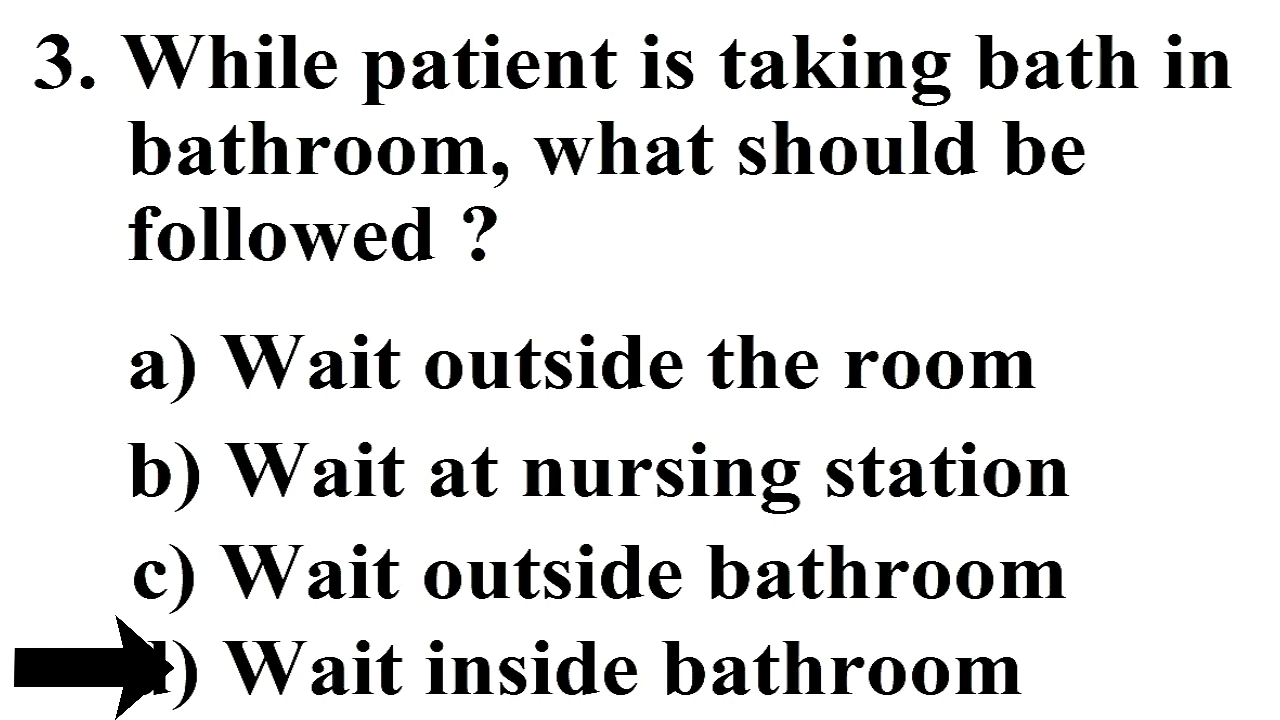 3. While patient is taking bath in
bathroom, what should be
followed ?
a) Wait outside the room
b) Wait at nursing station
c) Wait outside bathroom
d) Wait inside bathroom